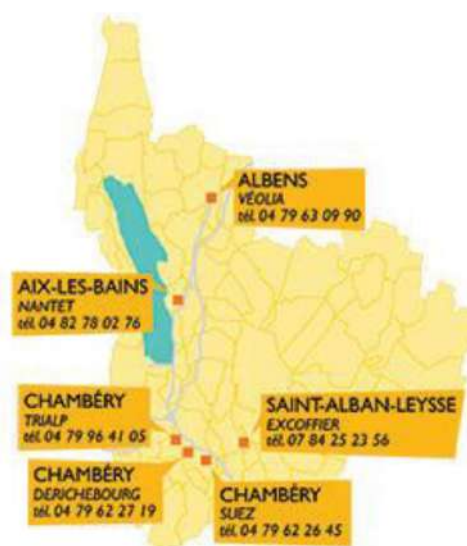 ALBENS
VÉOLIA
tél. 04 79 63 09 90
AIX-LES-BAINS
NANTET
tél. 04 82 78 02 76
CHAMBÉRY
TRIALP
tél. 04 79 96 41 05
SAINT-ALBAN-LEYSSE
EXCOFFIER
tél. 07 84 25 23 56
CHAMBÉRY
DERICHEBOURG
tél. 04 79 62 27 19
CHAMBÉRY
SUEZ
tél. 04 79 62 26 45